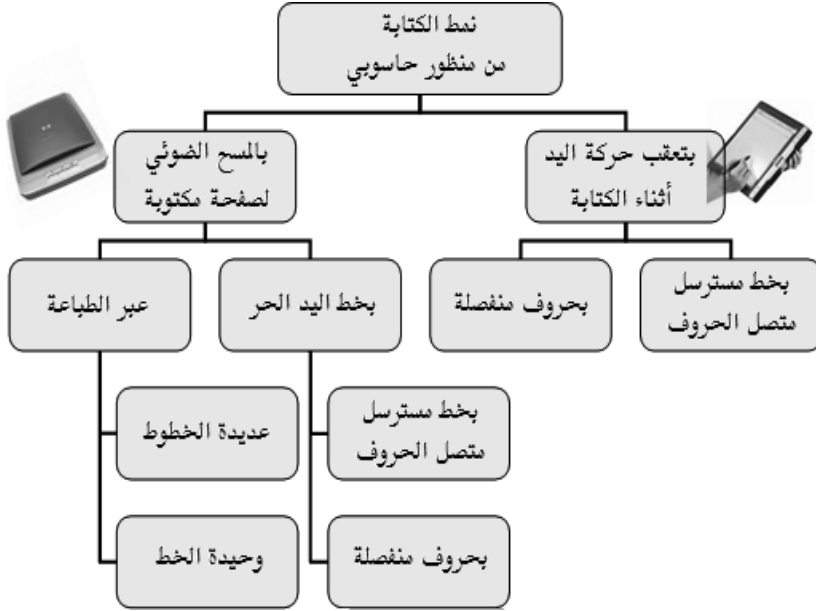 نمط الكتابة
من منظور حاسوبي
بتعقب حركة اليد
أثناء الكتابة
بالمسح الضوئي
لصفحة مكتوبة
بخط مسترسل
متصل الحروف
بحروف منفصلة
بخط اليد الحر
عبر الطباعة
بخط مسترسل
متصل الحروف
عديدة الخطوط
بحروف منفصلة
وحيدة الخط